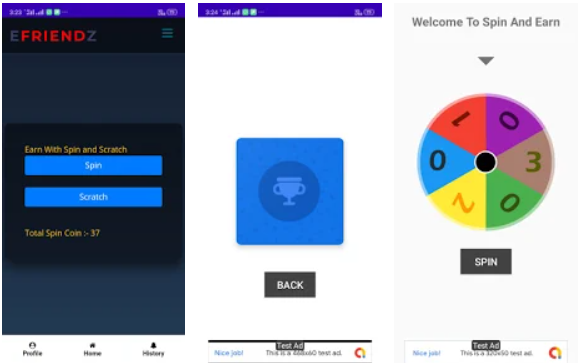 3:23
EFRIENDZ
Earn With Spin and Scratch
Spin
Scratch
Total Spin Coin :- 37
Profile
Home
History
3:24
BACK
Test Ad
Nice job!
This is a 468x60 test ad.
Welcome To Spin And Earn
1
0
0
3
2
0
SPIN
Test Ad
Nice job!
This is a 320x50 test ad.